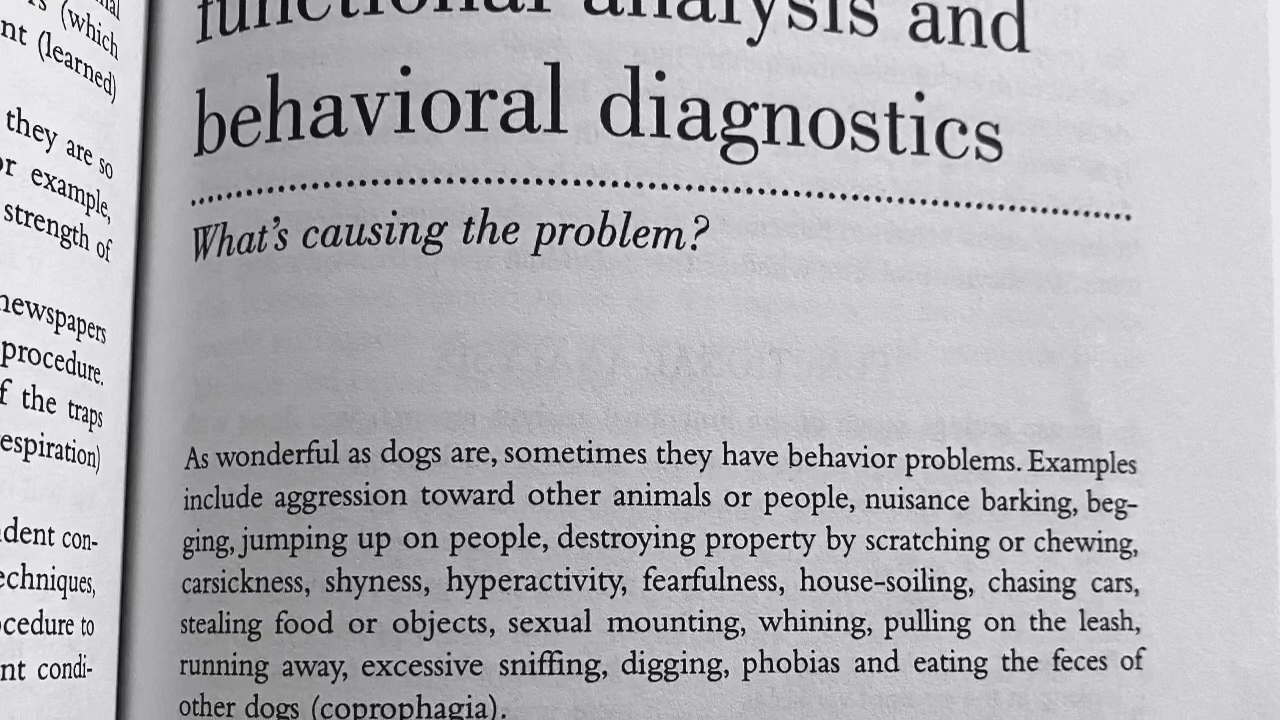 (which
nt (learned)
they are so
r example,
strength of
newspapers
procedure.
f the traps
espiration)
dent con-
echniques,
cedure to
nt condi-
functional analysis and
behavioral diagnostics
What's causing the problem?
As wonderful as dogs are, sometimes they have behavior problems. Examples
include aggression toward other animals or people, nuisance barking, beg-
ging, jumping up on people, destroying property by scratching or chewing,
carsickness, shyness, hyperactivity, fearfulness, house-soiling, chasing cars,
stealing food or objects, sexual mounting, whining, pulling on the leash,
running away, excessive sniffing, digging, phobias and eating the feces of
other dogs (coprophagia).